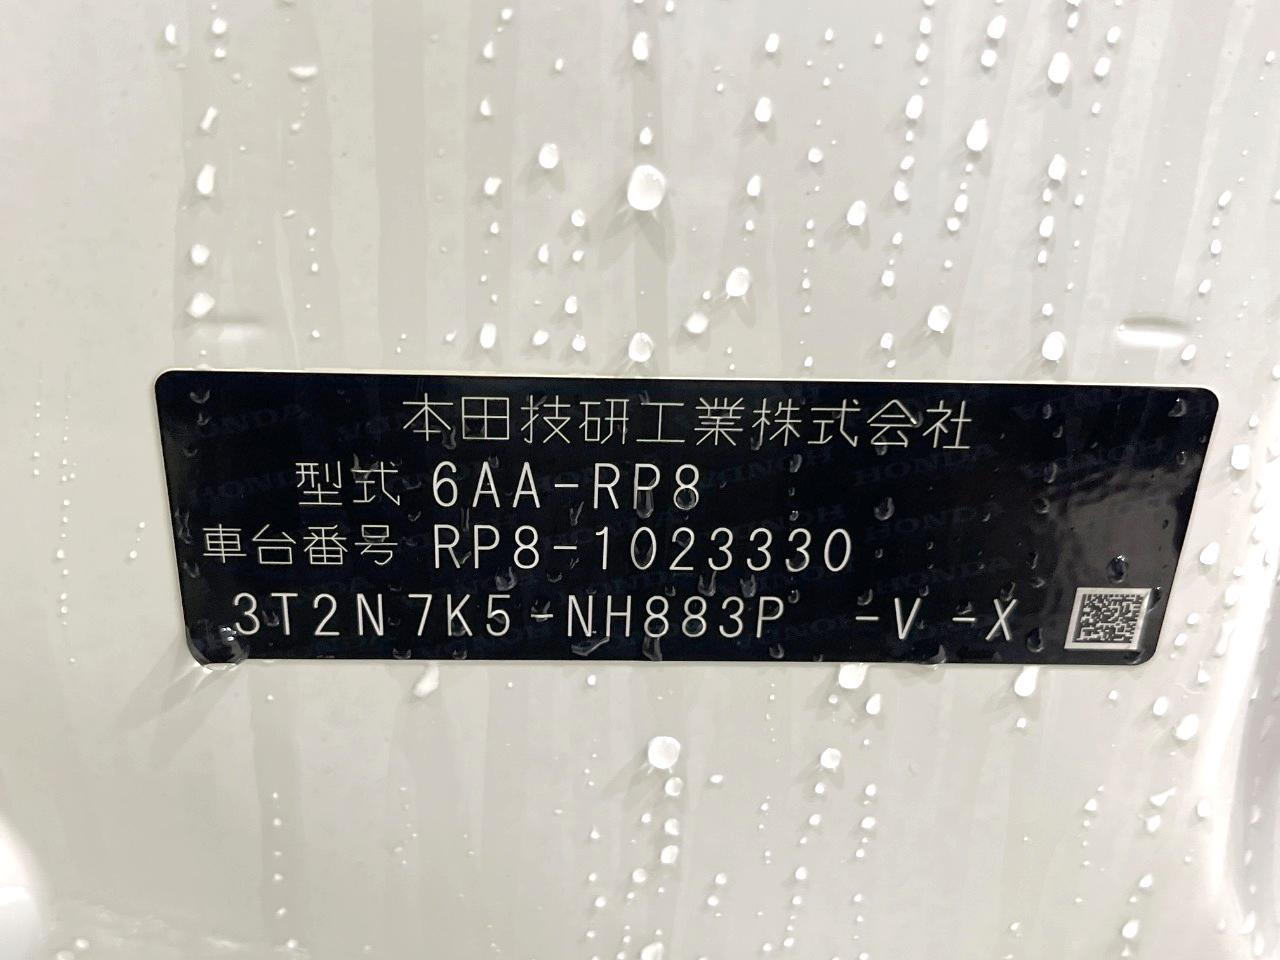 本田技研工業株式会社
型式 6AA-RP8
車台番号 RP8-1023330
3T2N7K5-NH883P -V -X